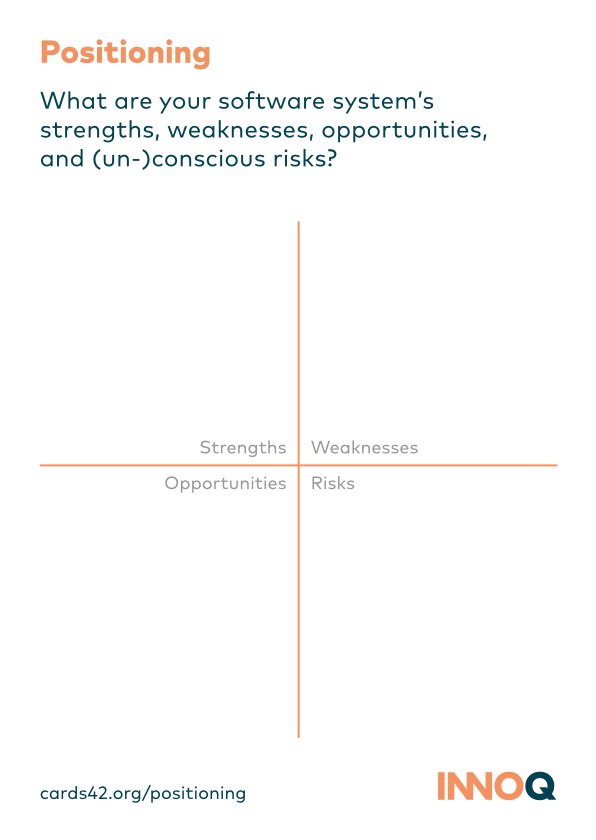 Positioning
What are your software system’s
strengths, weaknesses, opportunities,
and (un-)conscious risks?
Strengths
Weaknesses
Opportunities
Risks
cards42.org/positioning
INNOQ